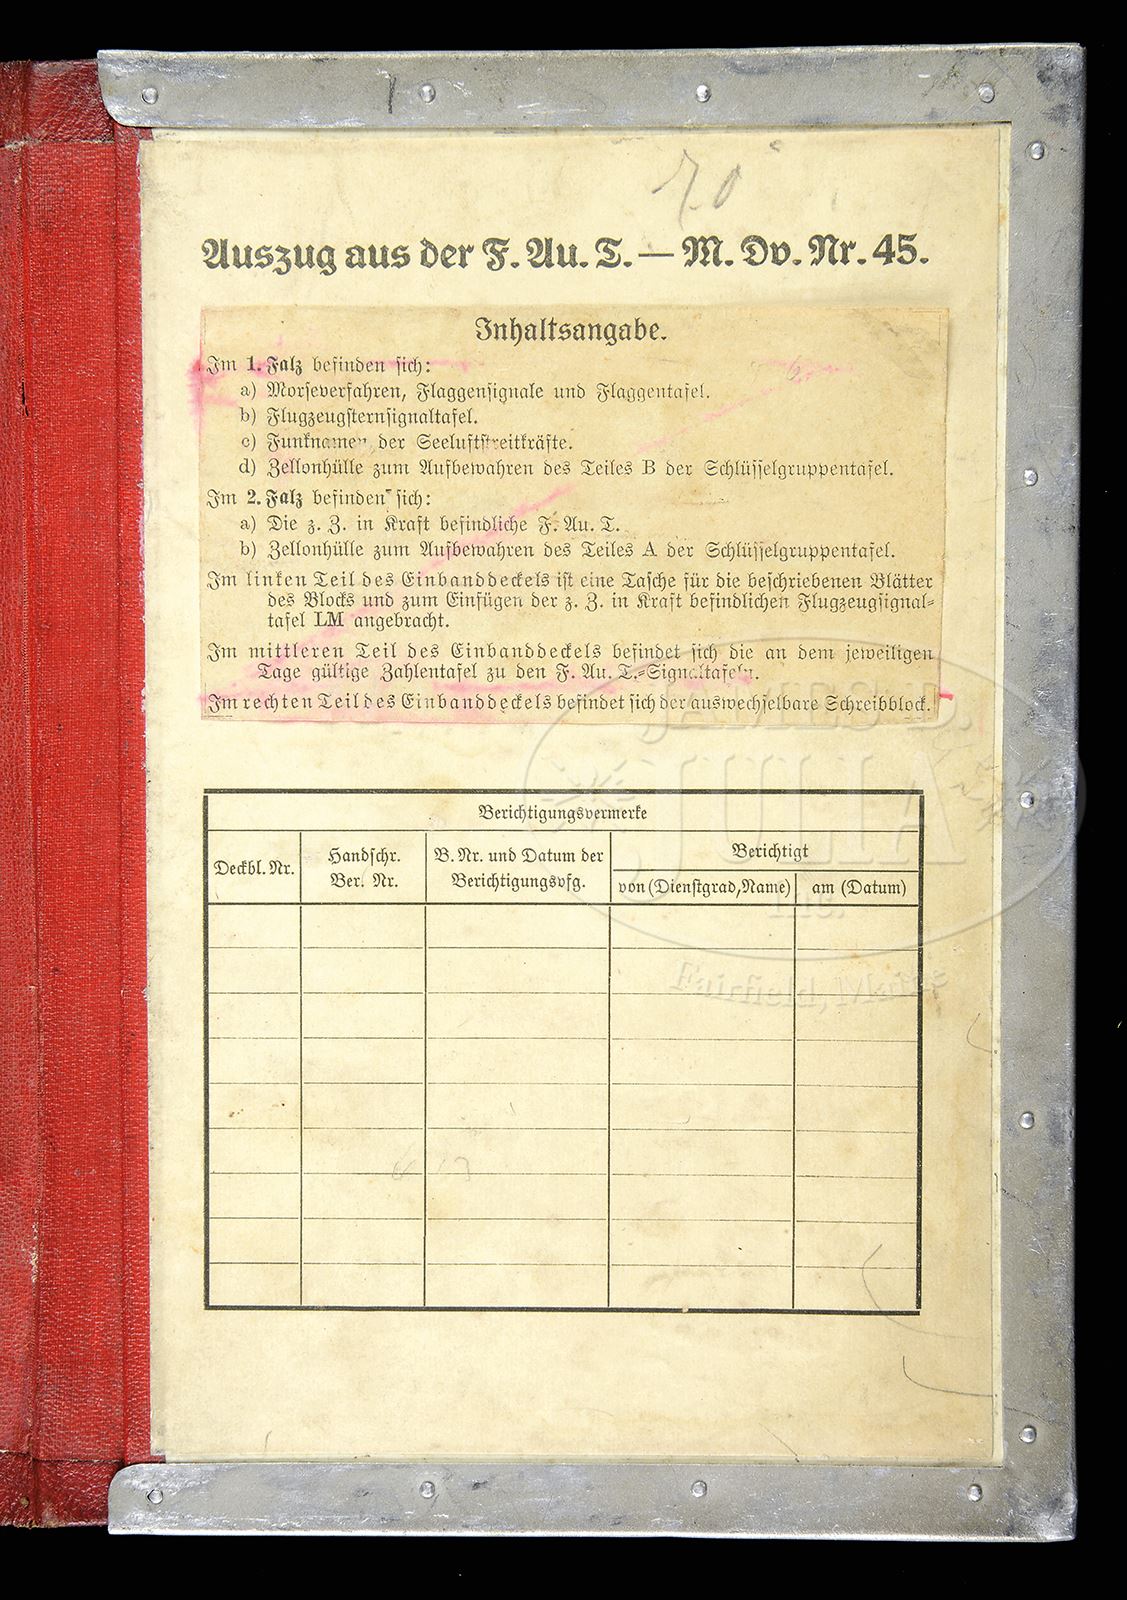 Auszug aus der F. Au. T. — M. Dv. Nr. 45.
Inhaltsangabe.
Im 1. Falz befinden sich:
a) Morseverfahren, Flaggensignale und Flaggentafel.
b) Flugzeugsternsignaltafel.
c) Funknamen der Seeluftstreitkräfte.
d) Zellonhülle zum Aufbewahren des Teiles B der Schlüsselgruppentafel.
Im 2. Falz befinden sich:
a) Die z. Z. in Kraft befindliche F. Au. T.
b) Zellonhülle zum Aufbewahren des Teiles A der Schlüsselgruppentafel.
Im linken Teil des Einbanddeckels ist eine Tasche für die beschriebenen Blätter
des Blocks und zum Einfügen der z. Z. in Kraft befindlichen Flugzeugsignal-
tafel LM angebracht.
Im mittleren Teil des Einbanddeckels befindet sich die an dem jeweiligen
Tage gültige Zahlentafel zu den F. Au. T.-Signaltafeln.
Im rechten Teil des Einbanddeckels befindet sich der auswechselbare Schreibblock.
JAMES D.
JULIA
Inc.
Fairfield, Maine
Berichtigungsvermerke
Deckbl. Nr.
Handschr.
Ber. Nr.
B. Nr. und Datum der
Berichtigungsvfg.
Berichtigt
von (Dienstgrad, Name)
am (Datum)